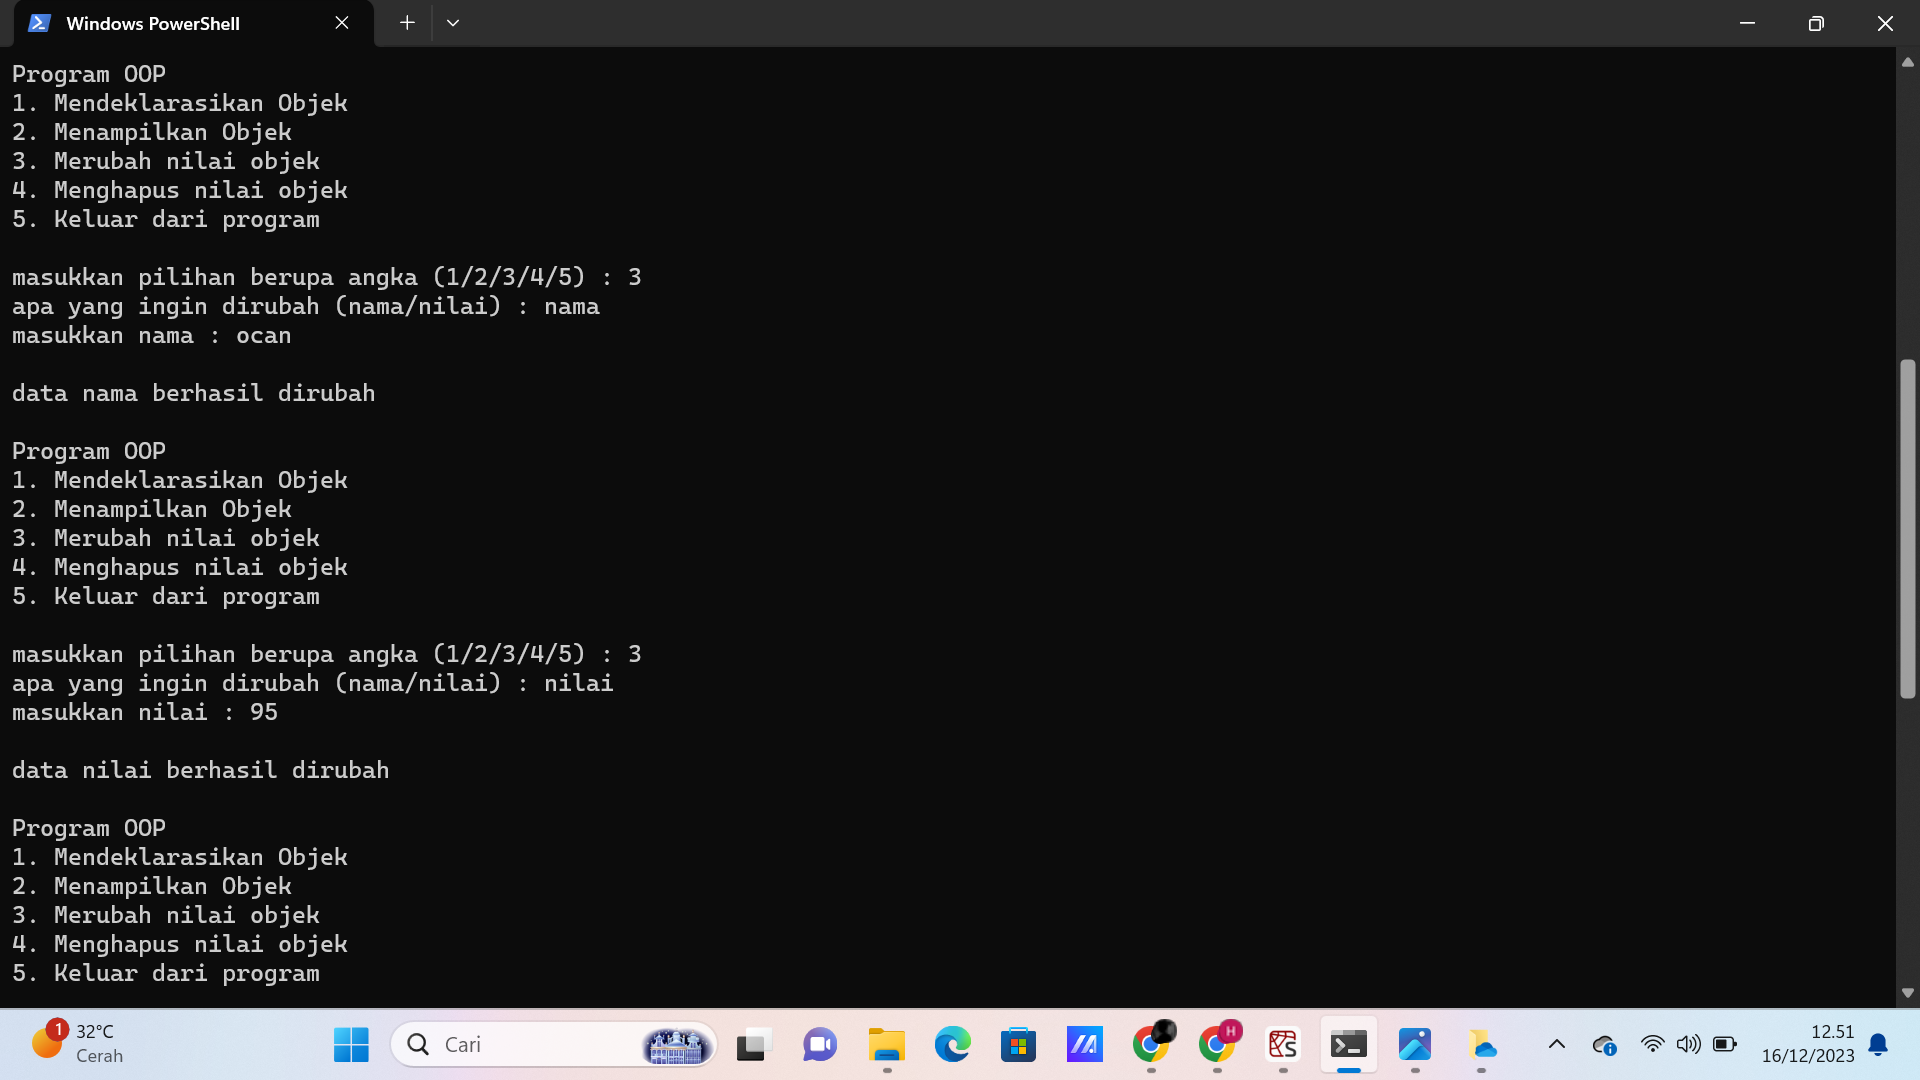 Windows PowerShell
Program OOP
1. Mendeklarasikan Objek
2. Menampilkan Objek
3. Merubah nilai objek
4. Menghapus nilai objek
5. Keluar dari program
masukkan pilihan berupa angka (1/2/3/4/5) : 3
apa yang ingin dirubah (nama/nilai) : nama
masukkan nama : ocan
data nama berhasil dirubah
Program OOP
1. Mendeklarasikan Objek
2. Menampilkan Objek
3. Merubah nilai objek
4. Menghapus nilai objek
5. Keluar dari program
masukkan pilihan berupa angka (1/2/3/4/5) : 3
apa yang ingin dirubah (nama/nilai) : nilai
masukkan nilai : 95
data nilai berhasil dirubah
Program OOP
1. Mendeklarasikan Objek
2. Menampilkan Objek
3. Merubah nilai objek
4. Menghapus nilai objek
5. Keluar dari program
1
32°C
Cerah
Cari
H
S
12.51
16/12/2023